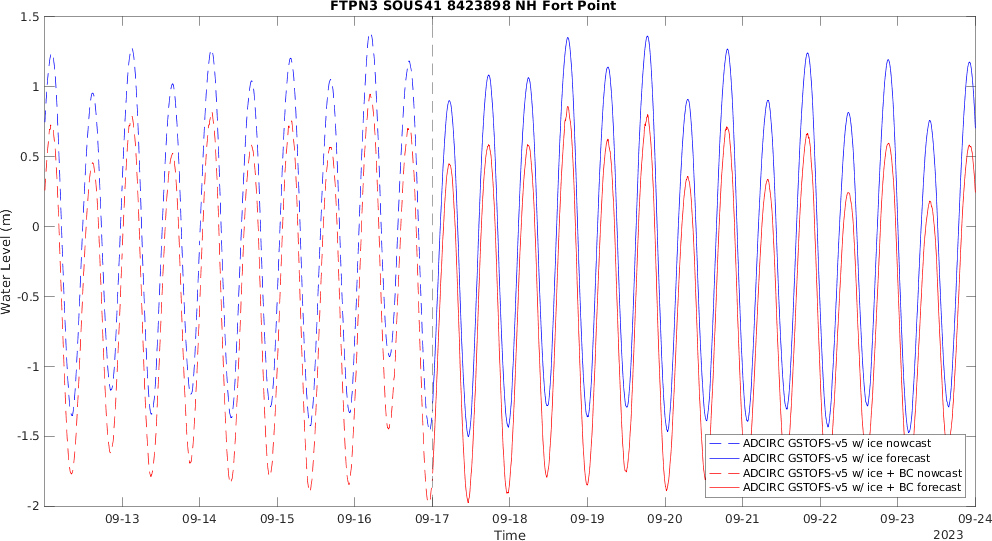 FTPN3 SOUS41 8423898 NH Fort Point
1.5
1
0.5
0
-0.5
-1
-1.5
-2
Water Level (m)
ADCIRC GSTOFS-v5 w/ ice nowcast
ADCIRC GSTOFS-v5 w/ ice forecast
ADCIRC GSTOFS-v5 w/ ice + BC nowcast
ADCIRC GSTOFS-v5 w/ ice + BC forecast
09-13 09-14 09-15 09-16 09-17 09-18 09-19 09-20 09-21 09-22 09-23 09-24
Time
2023